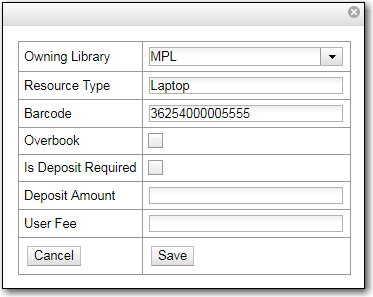 Owning Library MPL
Resource Type Laptop
Barcode 36254000005555
Overbook
Is Deposit Required
Deposit Amount
User Fee
Cancel Save